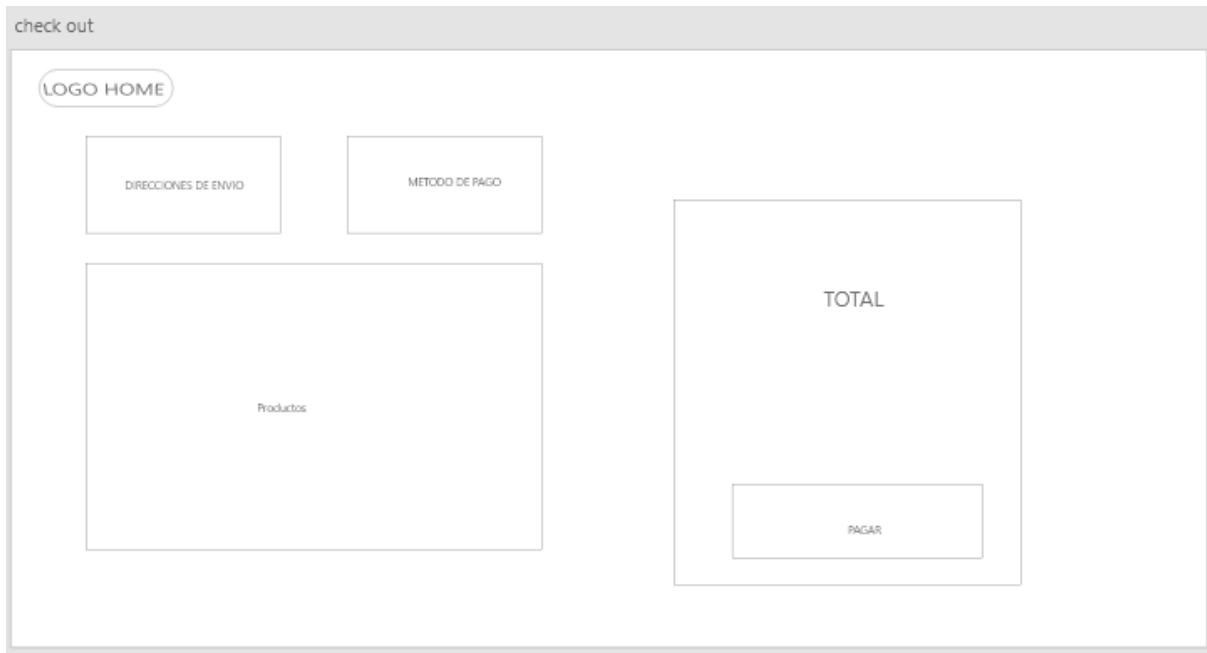 check out
LOGO HOME
DIRECCIONES DE ENVIO
METODO DE PAGO
TOTAL
Productos
PAGAR